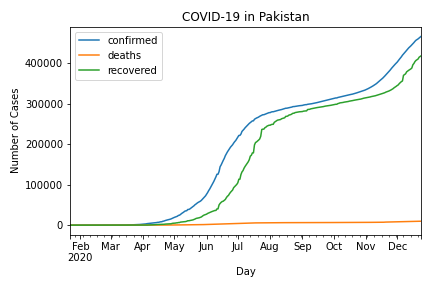 COVID-19 in Pakistan
confirmed
deaths
recovered
Number of Cases
400000
300000
200000
100000
0
Feb Mar Apr May Jun Jul Aug Sep Oct Nov Dec
2020
Day